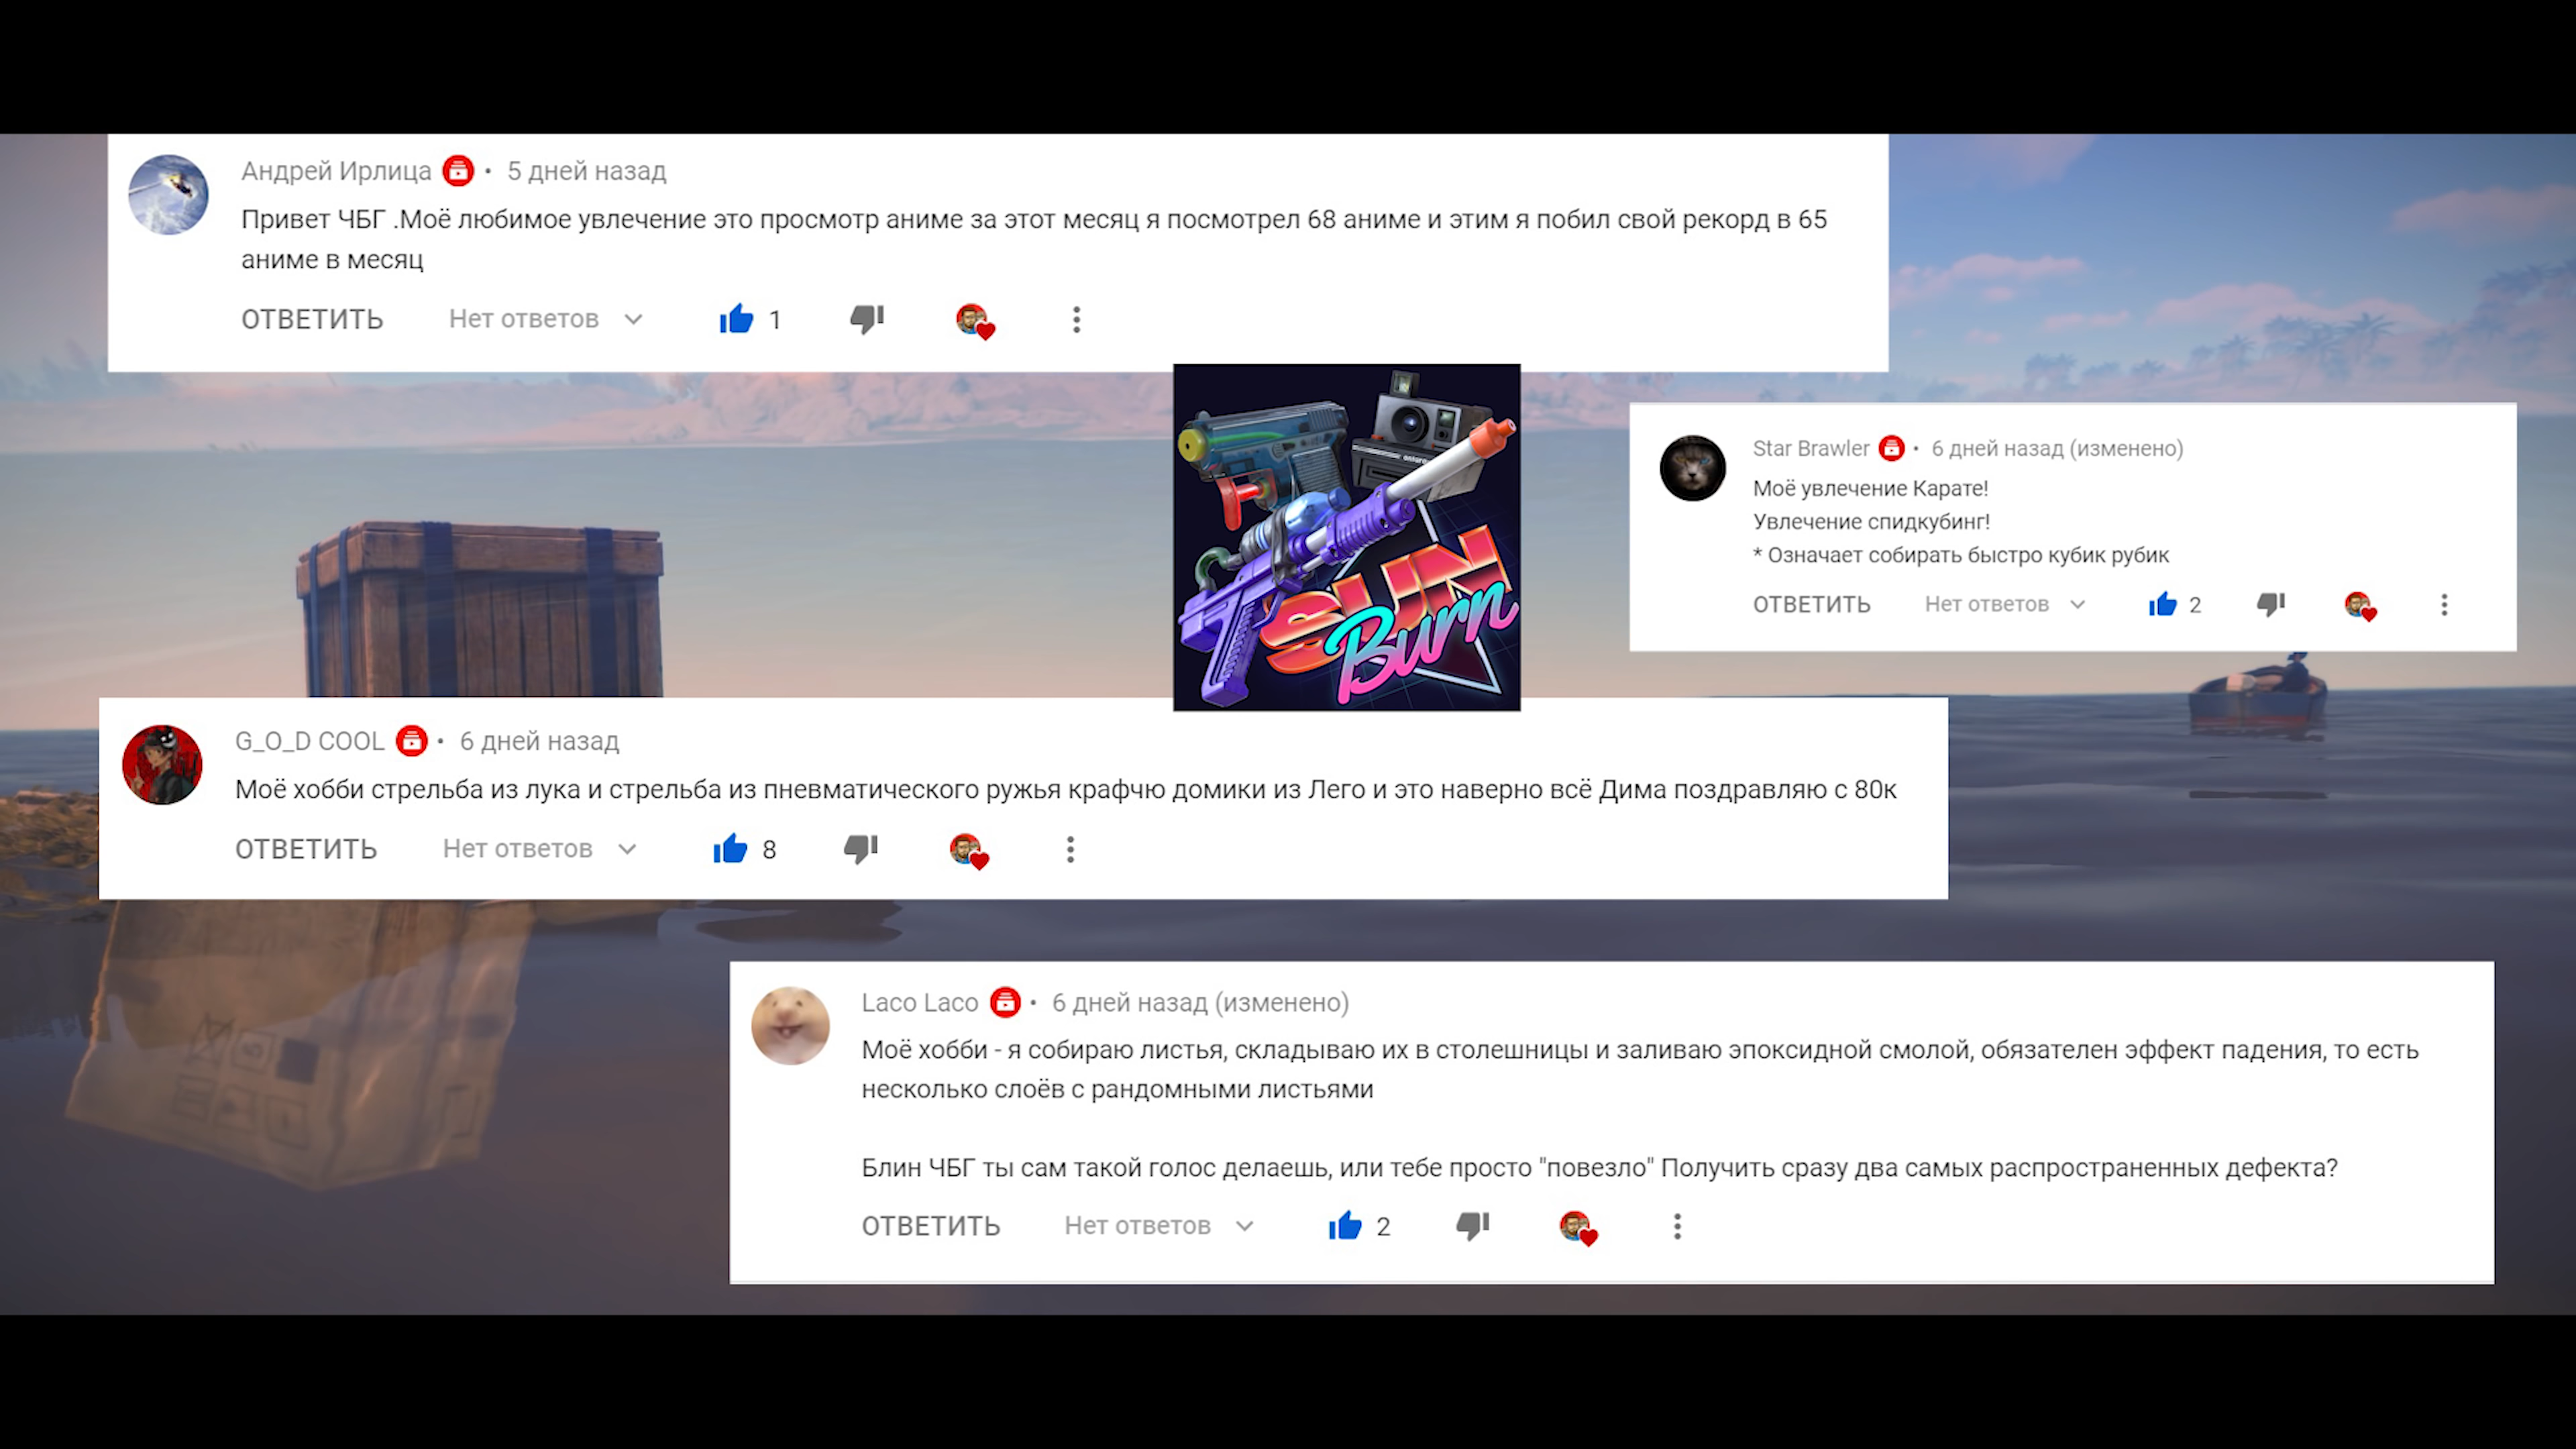 Андрей Ирлица • 5 дней назад
Привет ЧБГ .Моё любимое увлечение это просмотр аниме за этот месяц я посмотрел 68 аниме и этим я побил свой рекорд в 65
аниме в месяц
ОТВЕТИТЬ Нет ответов 1
SUN
Burn
Star Brawler • 6 дней назад (изменено)
Моё увлечение Карате!
Увлечение спидкубинг!
* Означает собирать быстро кубик рубик
ОТВЕТИТЬ Нет ответов 2
G_O_D COOL • 6 дней назад
Моё хобби стрельба из лука и стрельба из пневматического ружья крафчю домики из Лего и это наверно всё Дима поздравляю с 80к
ОТВЕТИТЬ Нет ответов 8
Laco Laco • 6 дней назад (изменено)
Моё хобби - я собираю листья, складываю их в столешницы и заливаю эпоксидной смолой, обязателен эффект падения, то есть
несколько слоёв с рандомными листьями
Блин ЧБГ ты сам такой голос делаешь, или тебе просто "повезло" Получить сразу два самых распространенных дефекта?
ОТВЕТИТЬ Нет ответов 2